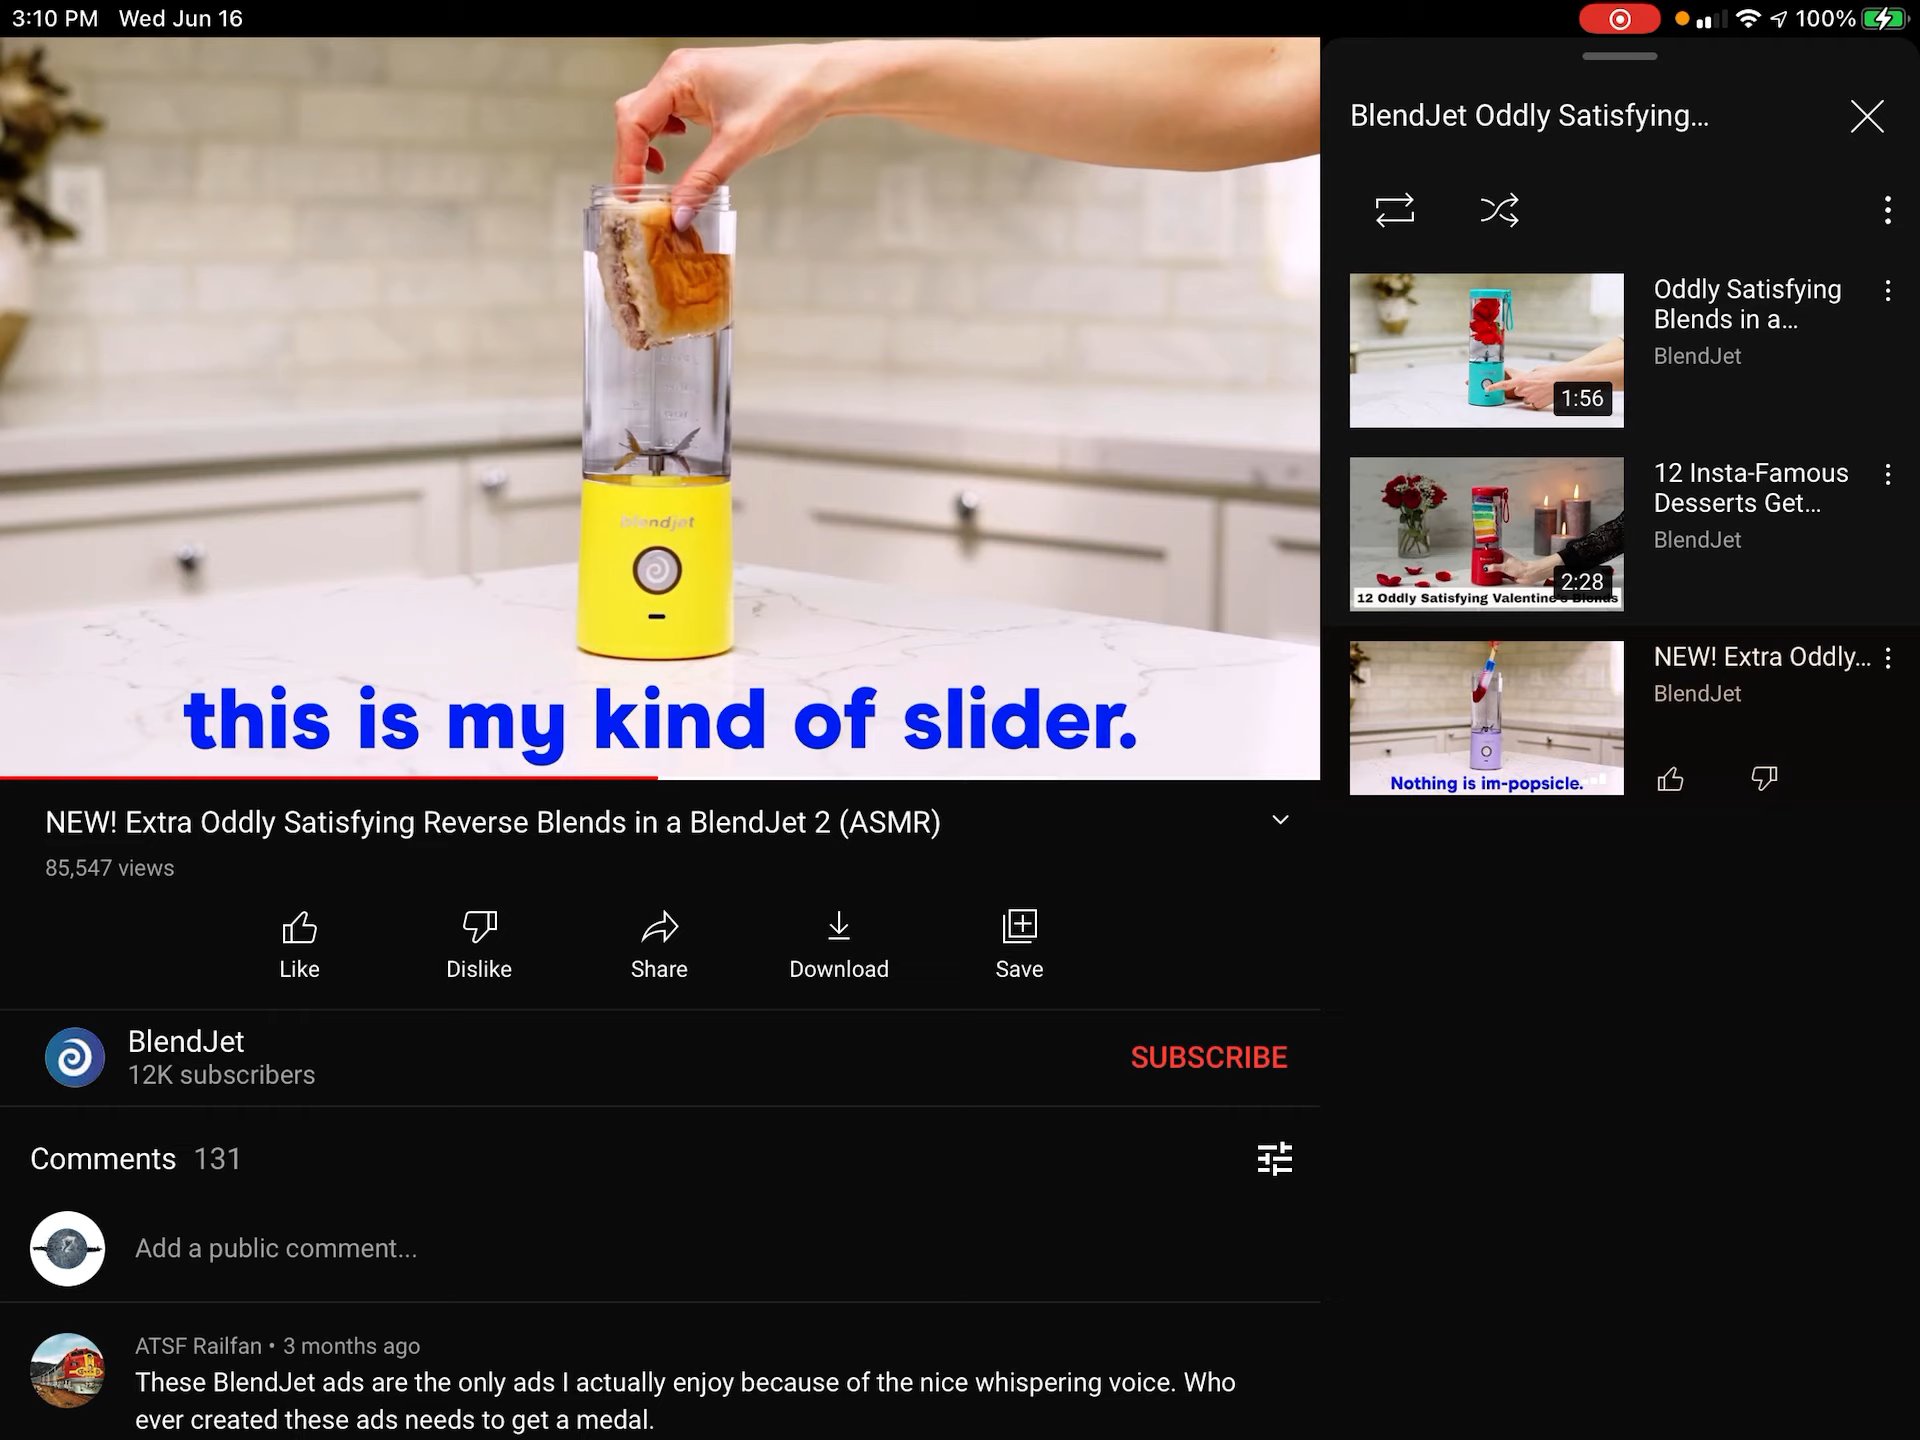 3:10 PM Wed Jun 16
100%
blendjet
this is my kind of slider.
NEW! Extra Oddly Satisfying Reverse Blends in a BlendJet 2 (ASMR)
85,547 views
Like
Dislike
Share
Download
Save
BlendJet
12K subscribers
SUBSCRIBE
Comments 131
Add a public comment...
ATSF Railfan • 3 months ago
These BlendJet ads are the only ads I actually enjoy because of the nice whispering voice. Who
ever created these ads needs to get a medal.
BlendJet Oddly Satisfying...
1:56
Oddly Satisfying
Blends in a...
BlendJet
2:28
12 Oddly Satisfying Valentine's Blends
12 Insta-Famous
Desserts Get...
BlendJet
Nothing is im-popsicle.
NEW! Extra Oddly...
BlendJet